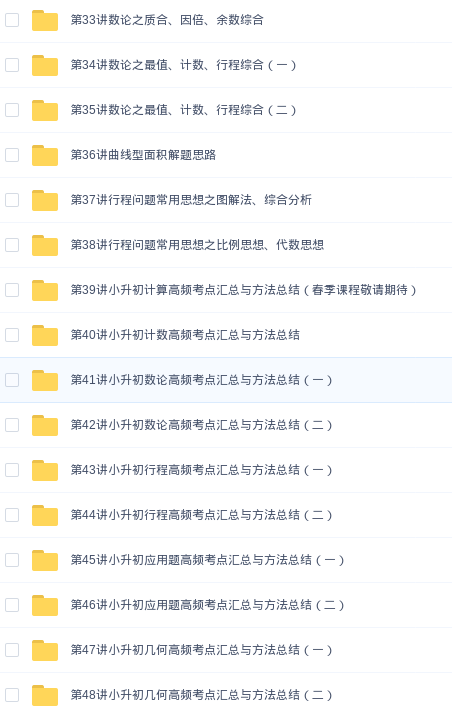 第33讲数论之质合、因倍、余数综合
第34讲数论之最值、计数、行程综合（一）
第35讲数论之最值、计数、行程综合（二）
第36讲曲线型面积解题思路
第37讲行程问题常用思想之图解法、综合分析
第38讲行程问题常用思想之比例思想、代数思想
第39讲小升初计算高频考点汇总与方法总结（春季课程敬请期待）
第40讲小升初计数高频考点汇总与方法总结
第41讲小升初数论高频考点汇总与方法总结（一）
第42讲小升初数论高频考点汇总与方法总结（二）
第43讲小升初行程高频考点汇总与方法总结（一）
第44讲小升初行程高频考点汇总与方法总结（二）
第45讲小升初应用题高频考点汇总与方法总结（一）
第46讲小升初应用题高频考点汇总与方法总结（二）
第47讲小升初几何高频考点汇总与方法总结（一）
第48讲小升初几何高频考点汇总与方法总结（二）